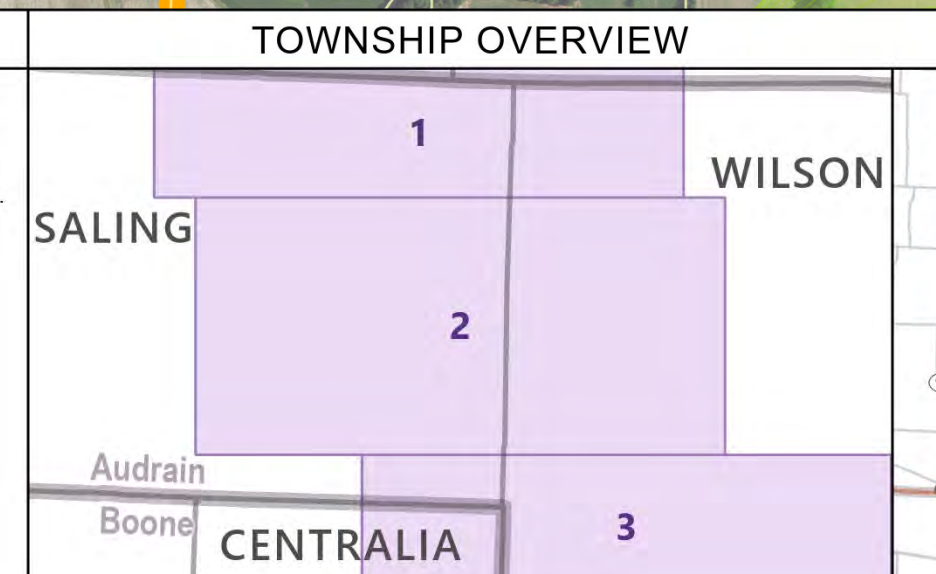 TOWNSHIP OVERVIEW
1
WILSON
SALING
2
Audrain
Boone
CENTRALIA
3